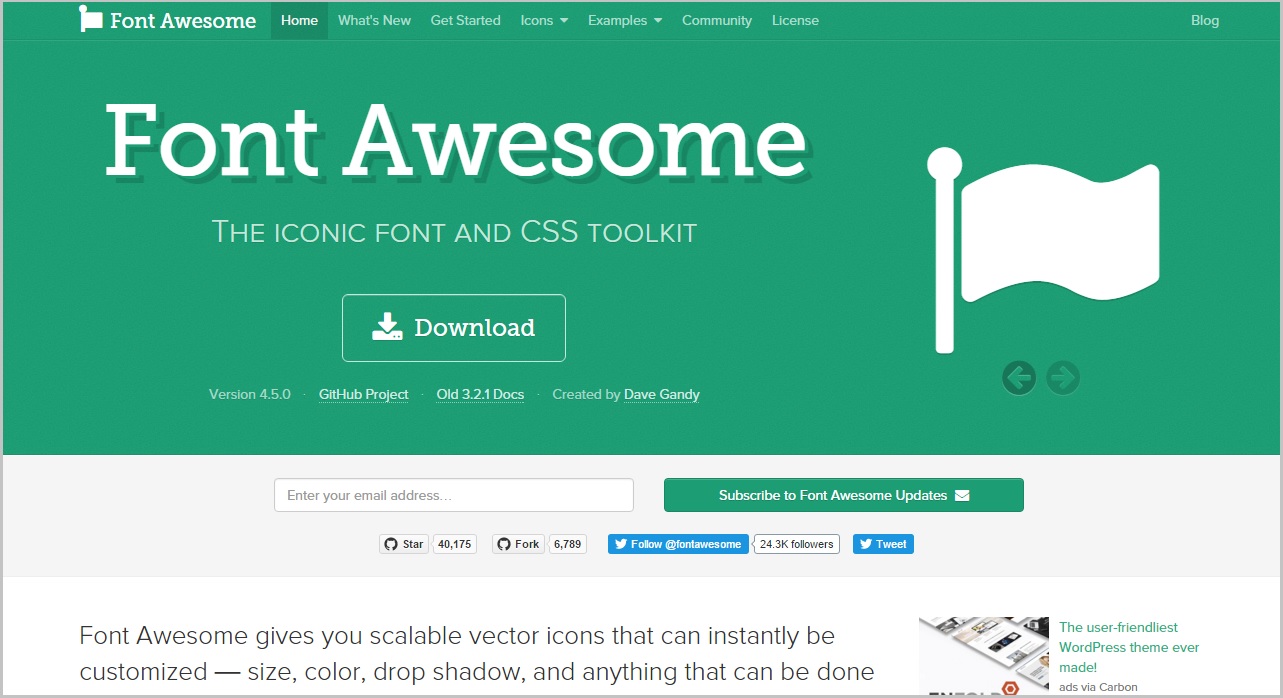 Font Awesome Home What's New Get Started Icons Examples Community License Blog
Font Awesome
THE ICONIC FONT AND CSS TOOLKIT
Download
Version 4.5.0 · GitHub Project · Old 3.2.1 Docs · Created by Dave Gandy
Enter your email address... Subscribe to Font Awesome Updates
Star 40,175 Fork 6,789 Follow @fontawesome 24.3K followers Tweet
Font Awesome gives you scalable vector icons that can instantly be
customized — size, color, drop shadow, and anything that can be done
The user-friendliest
WordPress theme ever
made!
ads via Carbon